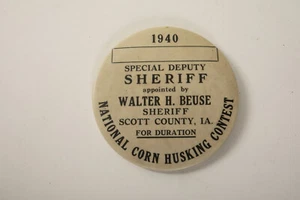 1940
SPECIAL DEPUTY
SHERIFF
appointed by
WALTER H. BEUSE
SHERIFF
SCOTT COUNTY, IA.
FOR DURATION
NATIONAL CORN HUSKING CONTEST